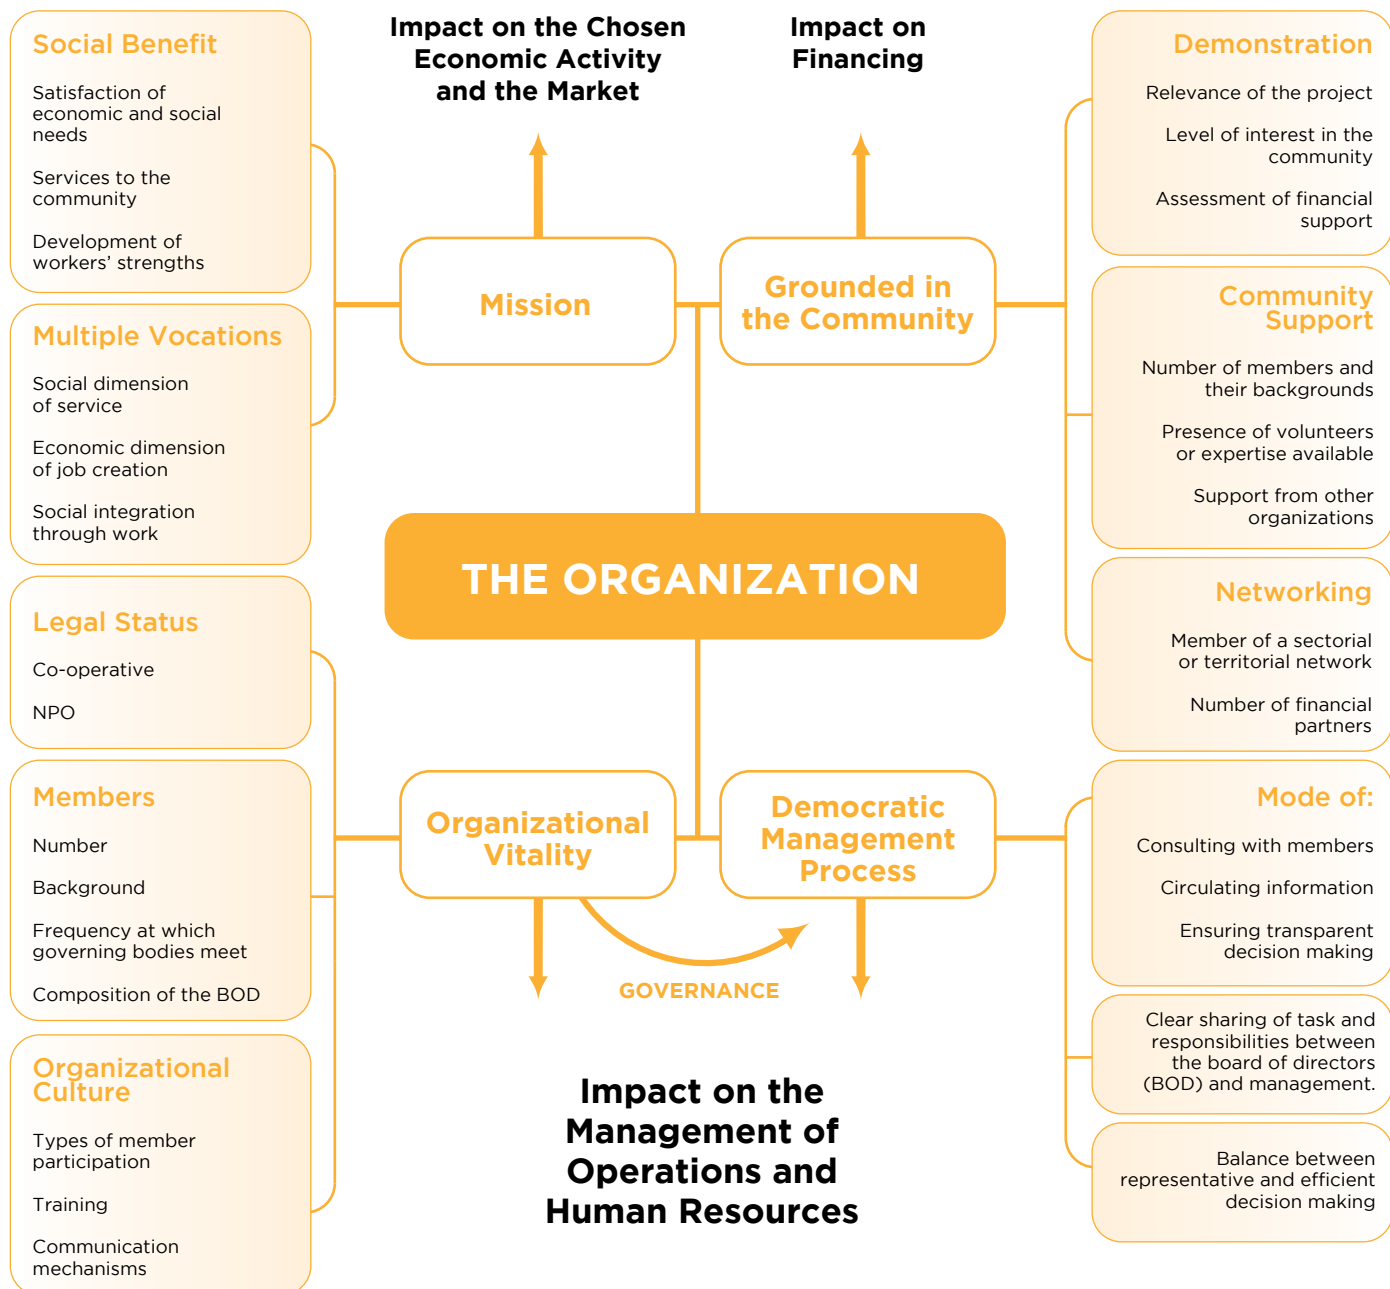 Social Benefit
Satisfaction of
economic and social
needs
Services to the
community
Development of
workers’ strengths
Multiple Vocations
Social dimension
of service
Economic dimension
of job creation
Social integration
through work
Legal Status
Co-operative
NPO
Members
Number
Background
Frequency at which
governing bodies meet
Composition of the BOD
Organizational
Culture
Types of member
participation
Training
Communication
mechanisms
Impact on the Chosen
Economic Activity
and the Market
Impact on
Financing
Mission
Grounded in
the Community
THE ORGANIZATION
Organizational
Vitality
Democratic
Management
Process
GOVERNANCE
Impact on the
Management of
Operations and
Human Resources
Demonstration
Relevance of the project
Level of interest in the
community
Assessment of financial
support
Community
Support
Number of members and
their backgrounds
Presence of volunteers
or expertise available
Support from other
organizations
Networking
Member of a sectorial
or territorial network
Number of financial
partners
Mode of:
Consulting with members
Circulating information
Ensuring transparent
decision making
Clear sharing of task and
responsibilities between
the board of directors
(BOD) and management.
Balance between
representative and efficient
decision making